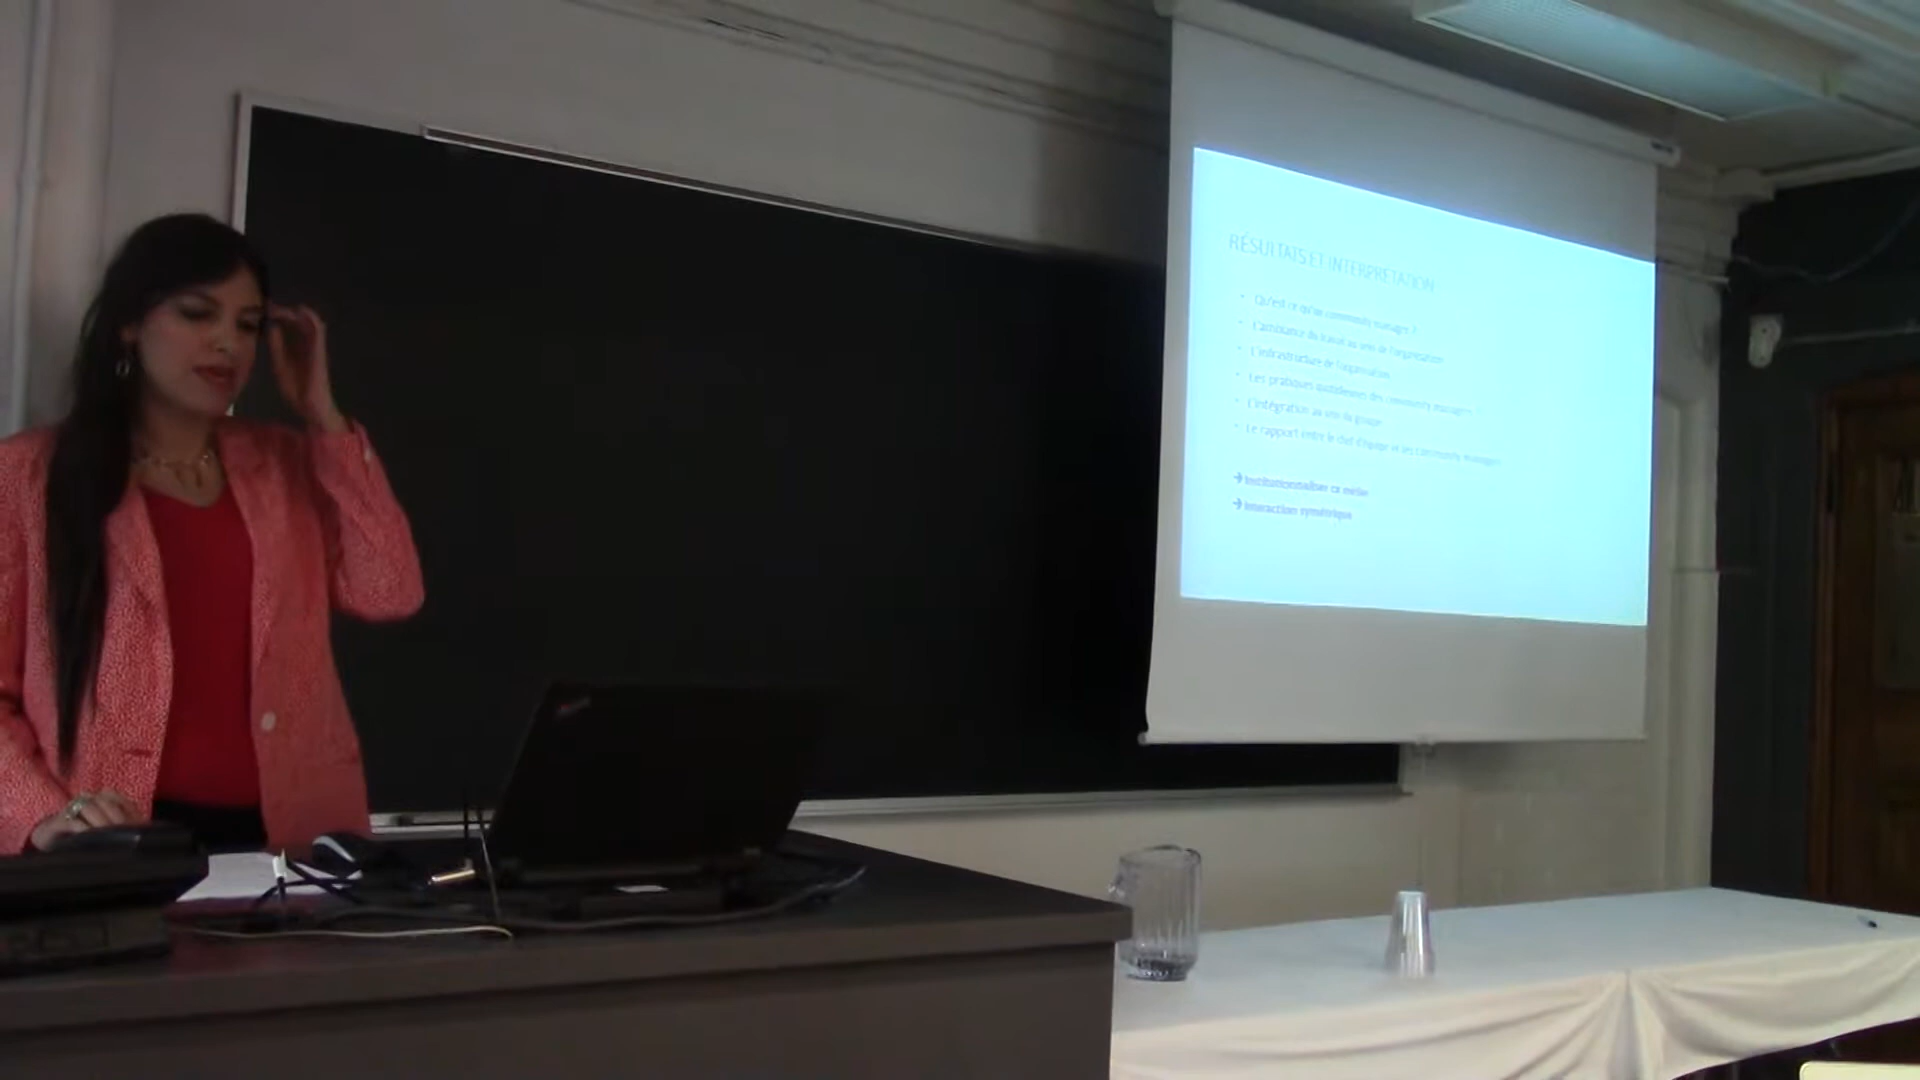 RÉSULTATS ET INTERPRÉTATION
• Qu'est ce qu'un community manager ?
• L'ambiance du travail au sein de l'organisation
• L'infrastructure de l'organisation
• Les pratiques quotidiennes des community managers
• L'intégration au sein du groupe
• Le rapport entre le chef d'équipe et les community managers
→ Institutionnaliser ce métier
→ Interaction symétrique